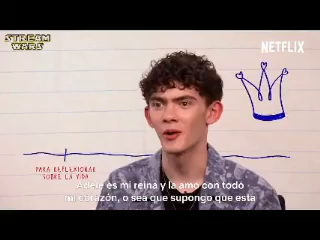 STREAM
WARS
NETFLIX
PARA REFLEXIONAR
SOBRE LA VIDA
Adele es mi reina y la amo con todo
mi corazón, o sea que supongo que esta